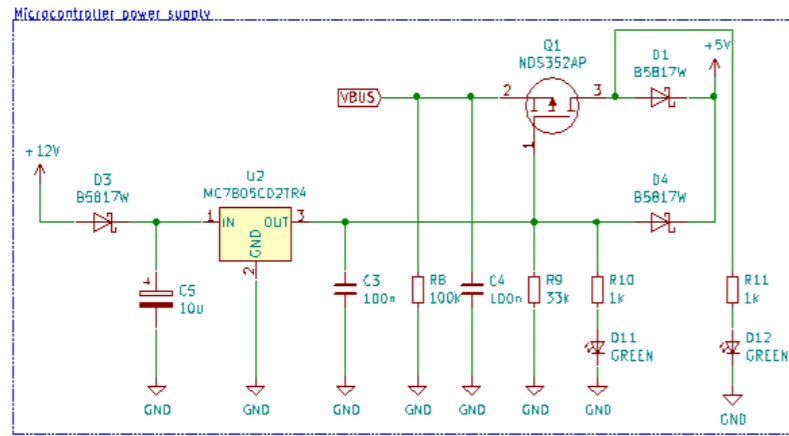 Microcontroller power supply
Q1
NDS352AP
D1
B5817W
+5V
VBUS
2
3
1
+12V
D3
B5817W
U2
MC7805CD2TR4
1
IN
OUT
3
GND
2
D4
B5817W
C5
10u
C3
100n
R8
100k
C4
100n
R9
33k
R10
1k
R11
1k
D11
GREEN
D12
GREEN
GND
GND
GND
GND
GND
GND
GND
GND